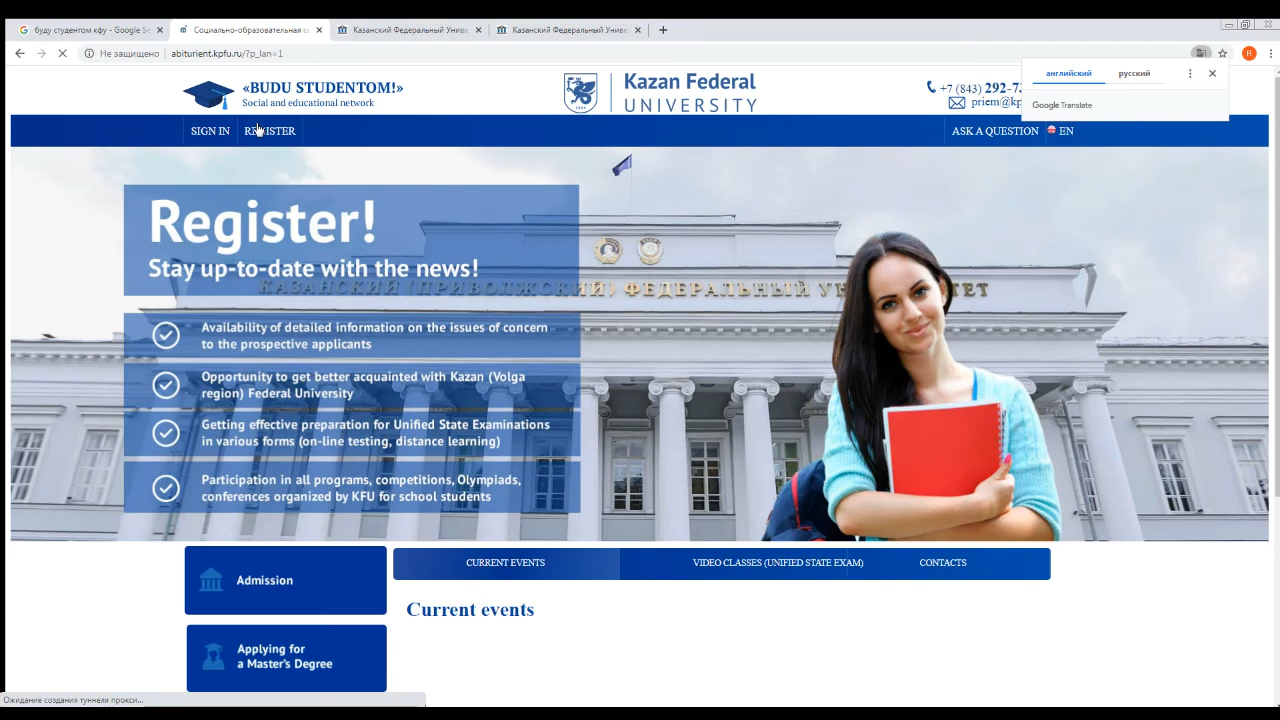 буду студентом кфу - Google Se
Социально-образовательная с
Казанский Федеральный Униве
Казанский Федеральный Униве
Не защищено
abiturient.kpfu.ru/?p_lan=1
Я
английский
русский
Google Translate
«BUDU STUDENTOM!»
Social and educational network
Kazan Federal
UNIVERSITY
+7 (843) 292-7
priem@kp
SIGN IN
REGISTER
ASK A QUESTION
EN
Register!
Stay up-to-date with the news!
КАЗАНСКИЙ (ПРИВОЛЖСКИЙ) ФЕДЕРАЛЬНЫЙ УН ТЕТ
Availability of detailed information on the issues of concern
to the prospective applicants
Opportunity to get better acquainted with Kazan (Volga
region) Federal University
Getting effective preparation for Unified State Examinations
in various forms (on-line testing, distance learning)
Participation in all programs, competitions, Olympiads,
conferences organized by KFU for school students
Admission
Applying for
a Master's Degree
CURRENT EVENTS
VIDEO CLASSES (UNIFIED STATE EXAM)
CONTACTS
Current events
Ожидание создания туннеля прокси...